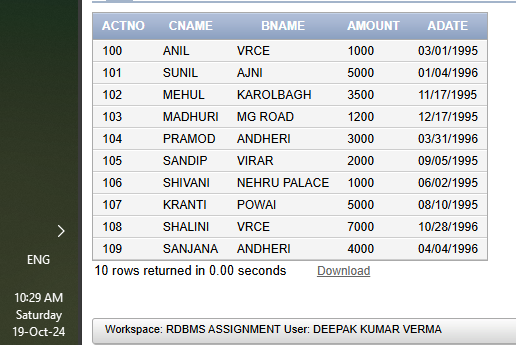 ACTNO CNAME BNAME AMOUNT ADATE
100 ANIL VRCE 1000 03/01/1995
101 SUNIL AJNI 5000 01/04/1996
102 MEHUL KAROLBAGH 3500 11/17/1995
103 MADHURI MG ROAD 1200 12/17/1995
104 PRAMOD ANDHERI 3000 03/31/1996
105 SANDIP VIRAR 2000 09/05/1995
106 SHIVANI NEHRU PALACE 1000 06/02/1995
107 KRANTI POWAI 5000 08/10/1995
108 SHALINI VRCE 7000 10/28/1996
109 SANJANA ANDHERI 4000 04/04/1996
10 rows returned in 0.00 seconds Download
ENG
10:29 AM
Saturday
19-Oct-24
Workspace: RDBMS ASSIGNMENT User: DEEPAK KUMAR VERMA